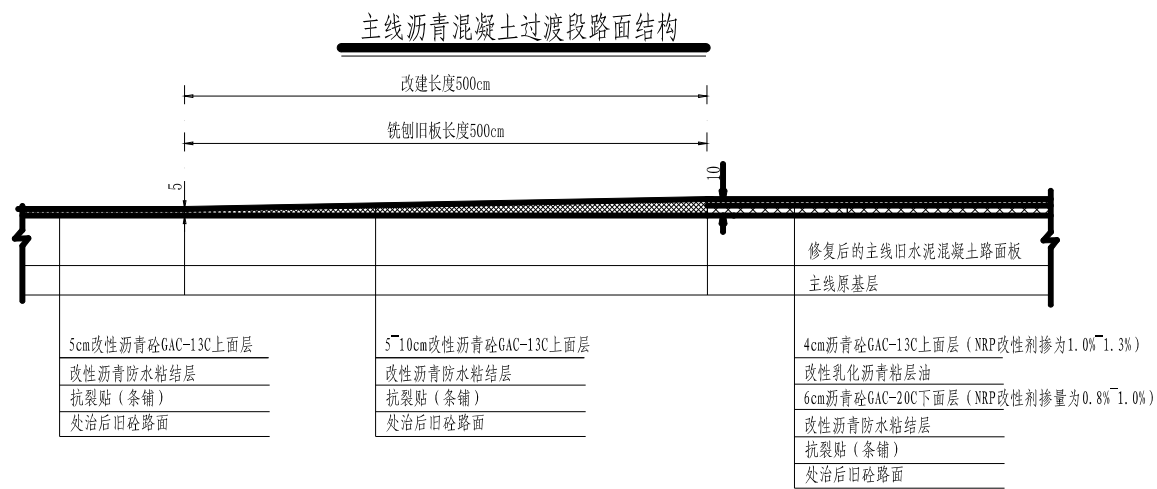 主线沥青混凝土过渡段路面结构
改建长度500cm
铣刨旧板长度500cm
5
10
修复后的主线旧水泥混凝土路面板
主线原基层
5cm改性沥青砼GAC-13C上面层
改性沥青防水粘结层
抗裂贴（条铺）
处治后旧砼路面
5~10cm改性沥青砼GAC-13C上面层
改性沥青防水粘结层
抗裂贴（条铺）
处治后旧砼路面
4cm沥青砼GAC-13C上面层（NRP改性剂掺为1.0%~1.3%）
改性乳化沥青粘层油
6cm沥青砼GAC-20C下面层（NRP改性剂掺量为0.8%~1.0%）
改性沥青防水粘结层
抗裂贴（条铺）
处治后旧砼路面